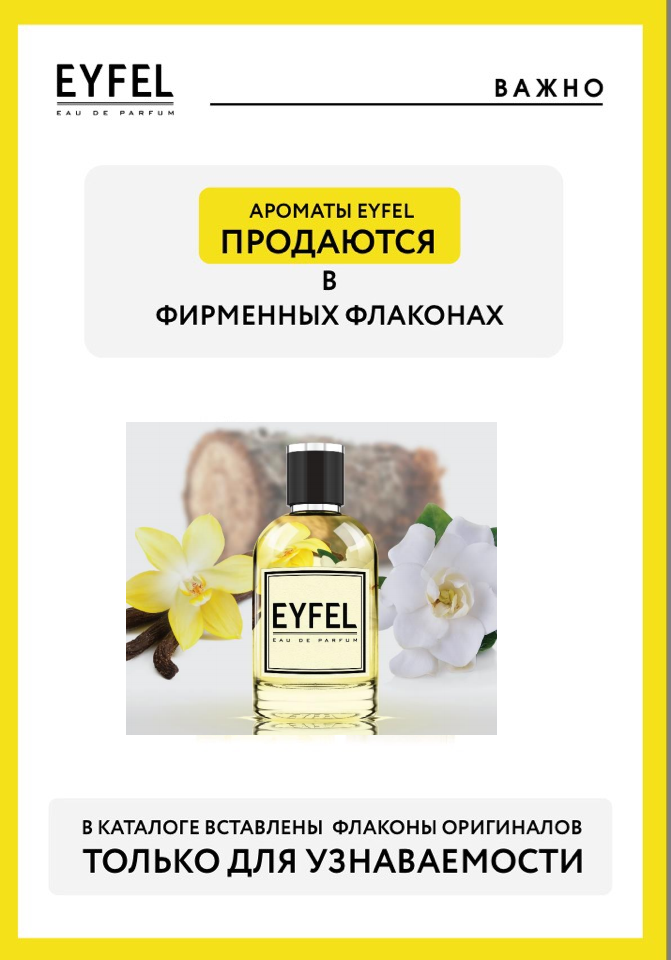 EYFEL
EAU DE PARFUM
ВАЖНО
АРОМАТЫ EYFEL
ПРОДАЮТСЯ
В
ФИРМЕННЫХ ФЛАКОНАХ
EYFEL
EAU DE PARFUM
В КАТАЛОГЕ ВСТАВЛЕНЫ ФЛАКОНЫ ОРИГИНАЛОВ
ТОЛЬКО ДЛЯ УЗНАВАЕМОСТИ